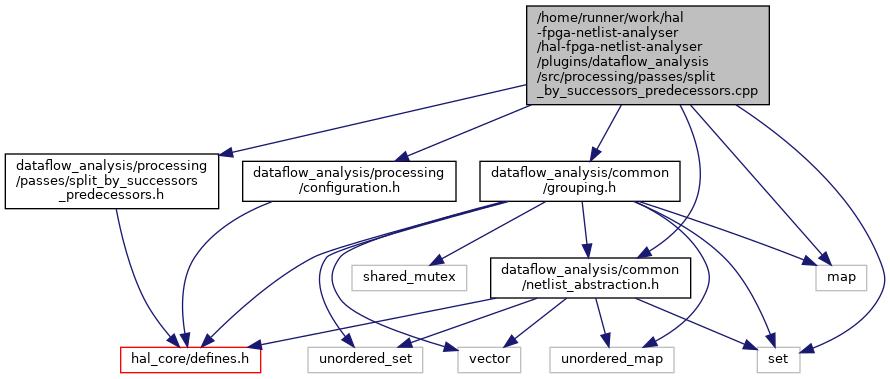 /home/runner/work/hal
-fpga-netlist-analyser
/hal-fpga-netlist-analyser
/plugins/dataflow_analysis
/src/processing/passes/split
_by_successors_predecessors.cpp
dataflow_analysis/processing
/passes/split_by_successors
_predecessors.h
dataflow_analysis/processing
/configuration.h
dataflow_analysis/common
/grouping.h
shared_mutex
dataflow_analysis/common
/netlist_abstraction.h
map
hal_core/defines.h
unordered_set
vector
unordered_map
set